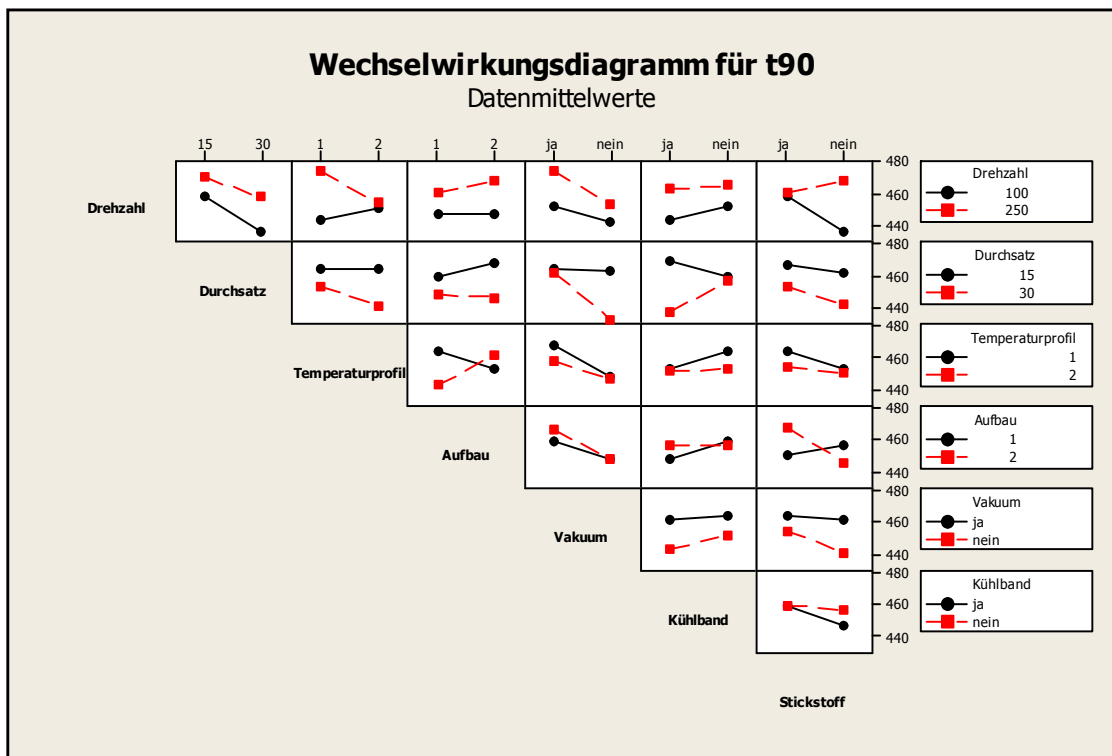 Wechselwirkungsdiagramm für t90
Datenmittelwerte
15 30 1 2 1 2 ja nein ja nein ja nein
Drehzahl
480
460
440
Drehzahl
100
250
Durchsatz
480
460
440
Durchsatz
15
30
Temperaturprofil
480
460
440
Temperaturprofil
1
2
Aufbau
480
460
440
Aufbau
1
2
Vakuum
480
460
440
Vakuum
ja
nein
Kühlband
480
460
440
Kühlband
ja
nein
Stickstoff